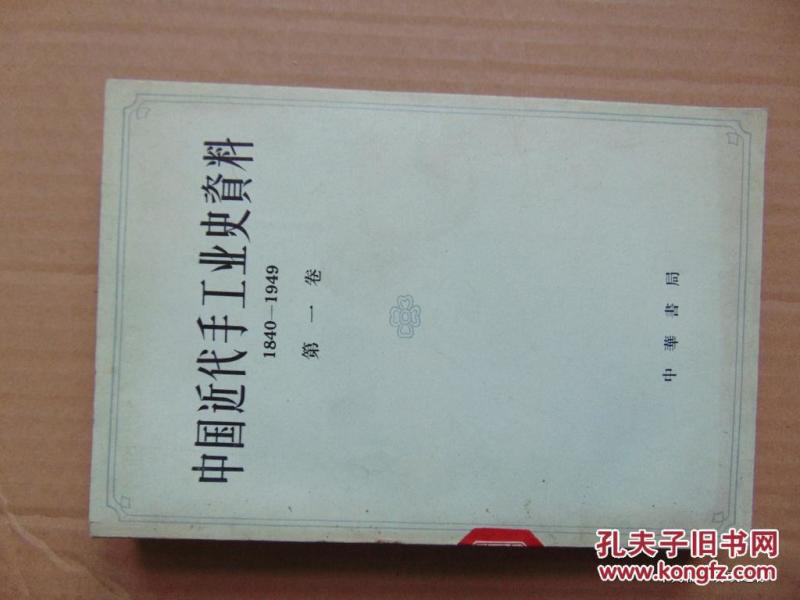 中国近代手工业史資料
1840—1949
第一卷
中華書局
孔夫子旧书网
www.kongfz.com